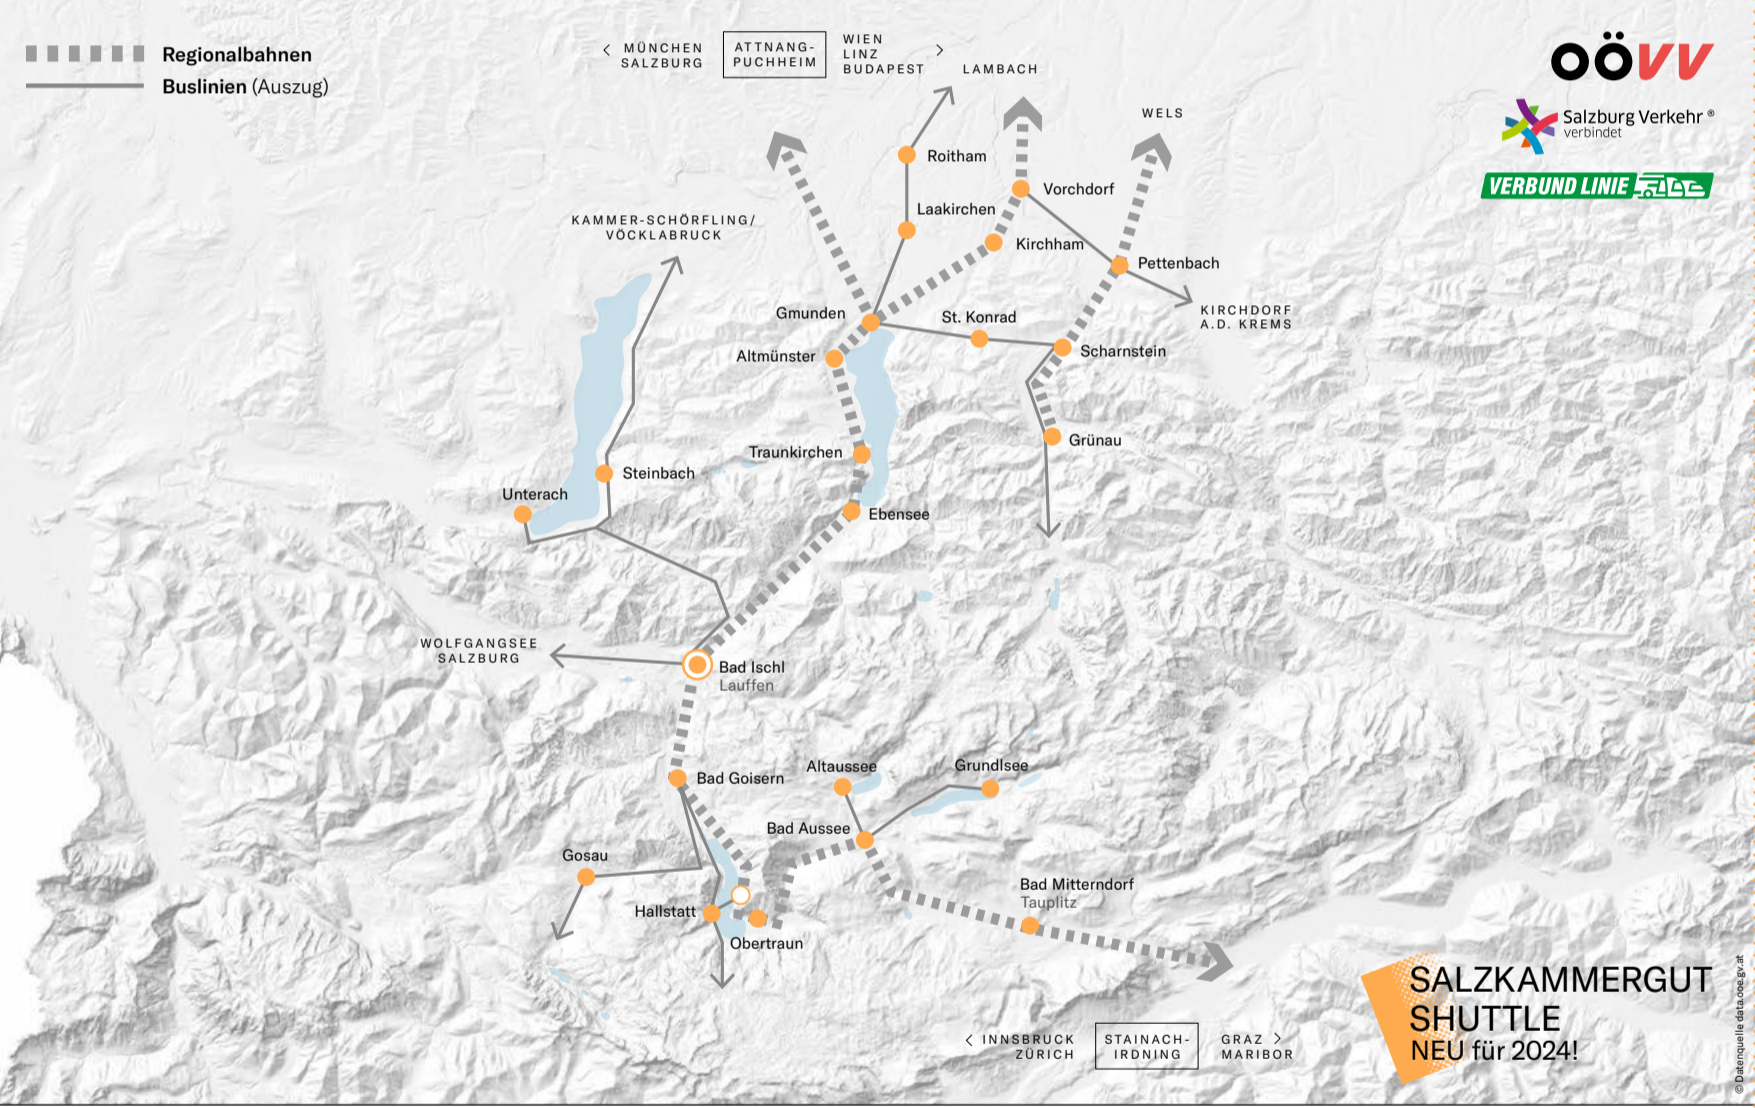 Regionalbahnen
Buslinien (Auszug)
< MÜNCHEN
SALZBURG
ATTNANG-
PUCHHEIM
WIEN
LINZ
BUDAPEST >
LAMBACH
WELS
OÖVV
Salzburg Verkehr®
verbindet
VERBUND LINIE
Roitham
Vorchdorf
Laakirchen
KAMMER-SCHÖRFLING/
VÖCKLABRUCK
Kirchham
Pettenbach
KIRCHDORF
A.D. KREMS
Gmunden
St. Konrad
Altmünster
Scharnstein
Grünau
Traunkirchen
Steinbach
Unterach
Ebensee
WOLFGANGSEE
SALZBURG
Bad Ischl
Lauffen
Bad Goisern
Altaussee
Grundlsee
Bad Aussee
Gosau
Bad Mitterndorf
Tauplitz
Hallstatt
Obertraun
< INNSBRUCK
ZÜRICH
STAINACH-
IRDNING
GRAZ >
MARIBOR
SALZKAMMERGUT
SHUTTLE
NEU für 2024!
© Datenquelle data.ooe.gv.at